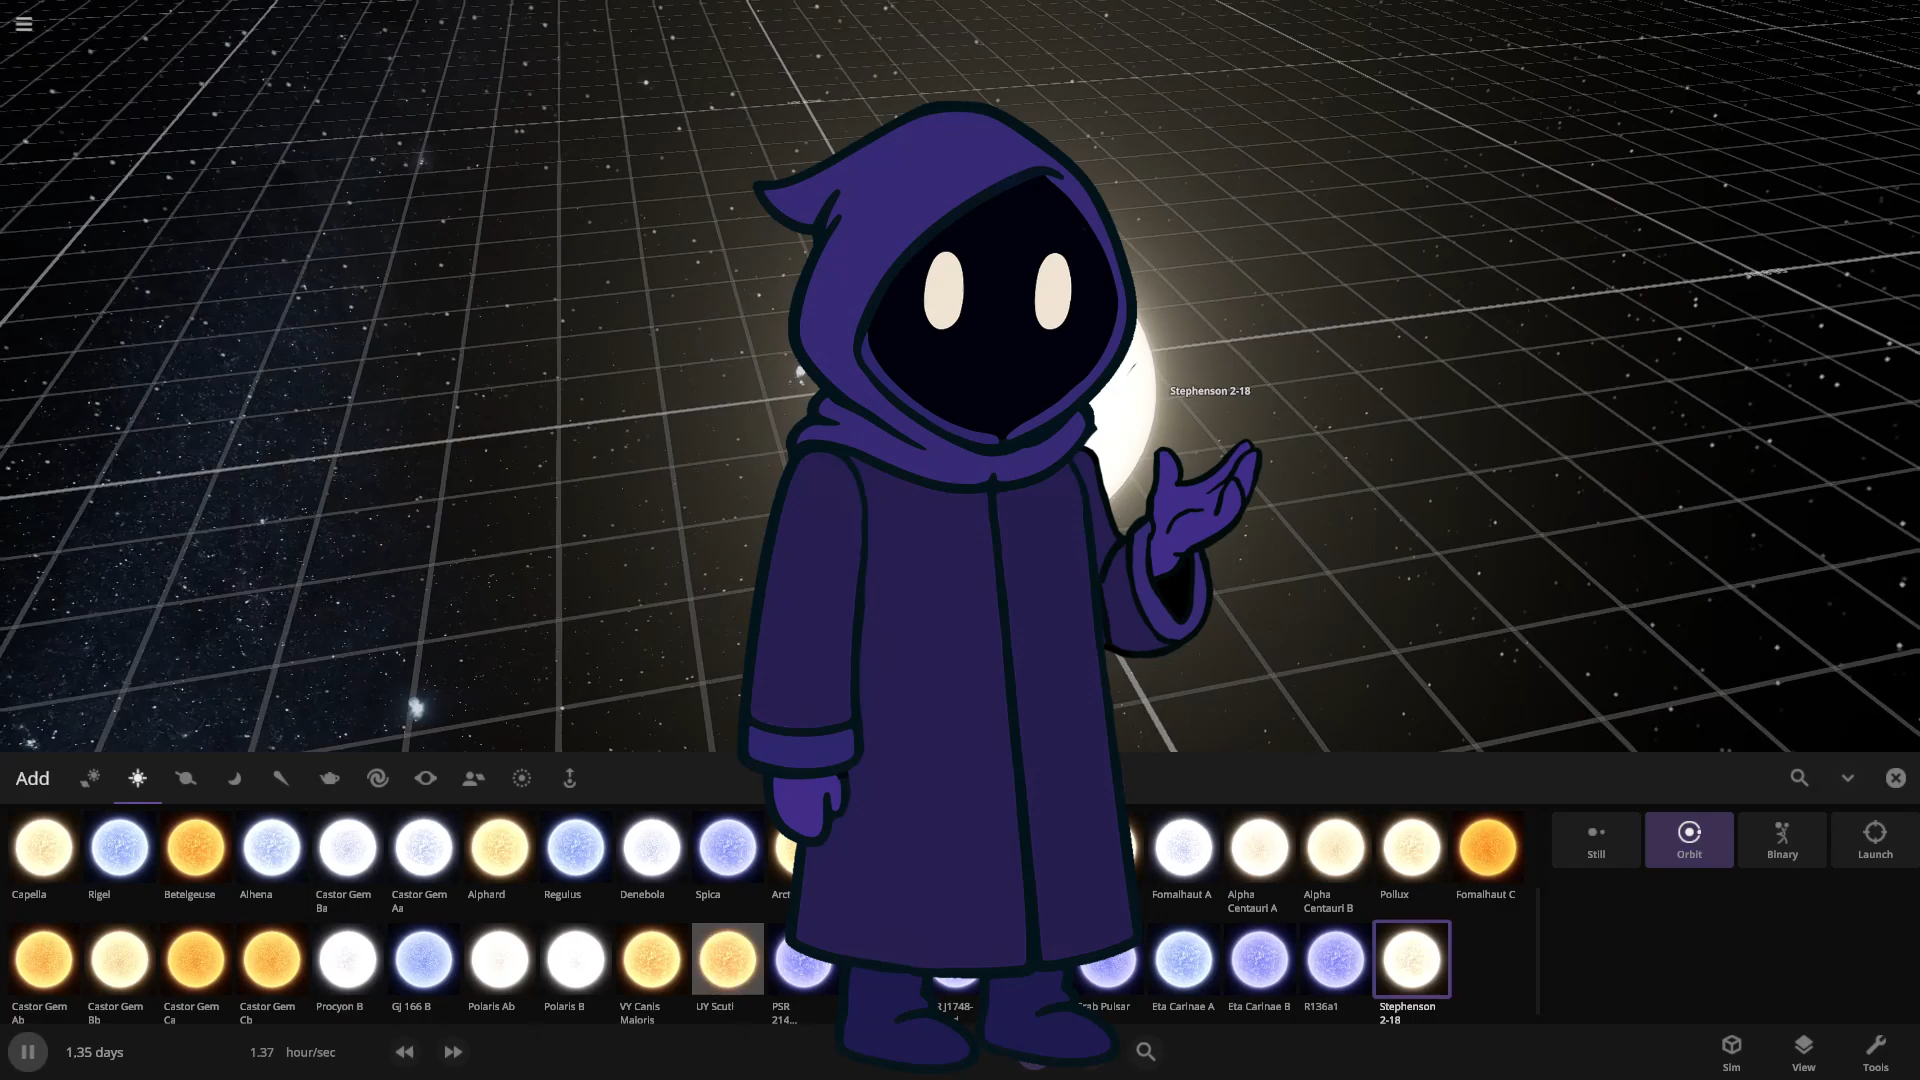 Stephenson 2-18
Add
Capella
Rigel
Betelgeuse
Alhena
Castor Gem
Ba
Castor Gem
Aa
Alphard
Regulus
Denebola
Spica
Fomalhaut A
Alpha
Centauri A
Alpha
Centauri B
Pollux
Fomalhaut C
Still
Orbit
Binary
Launch
Castor Gem
Ab
Castor Gem
Bb
Castor Gem
Ca
Castor Gem
Cb
Procyon B
GJ 166 B
Polaris Ab
Polaris B
VY Canis
Maioris
UY Scuti
PSR
214...
Pulsar
Eta Carinae A
Eta Carinae B
R136a1
Stephenson
2-18
1,35 days
1.37 hour/sec
Sim
View
Tools